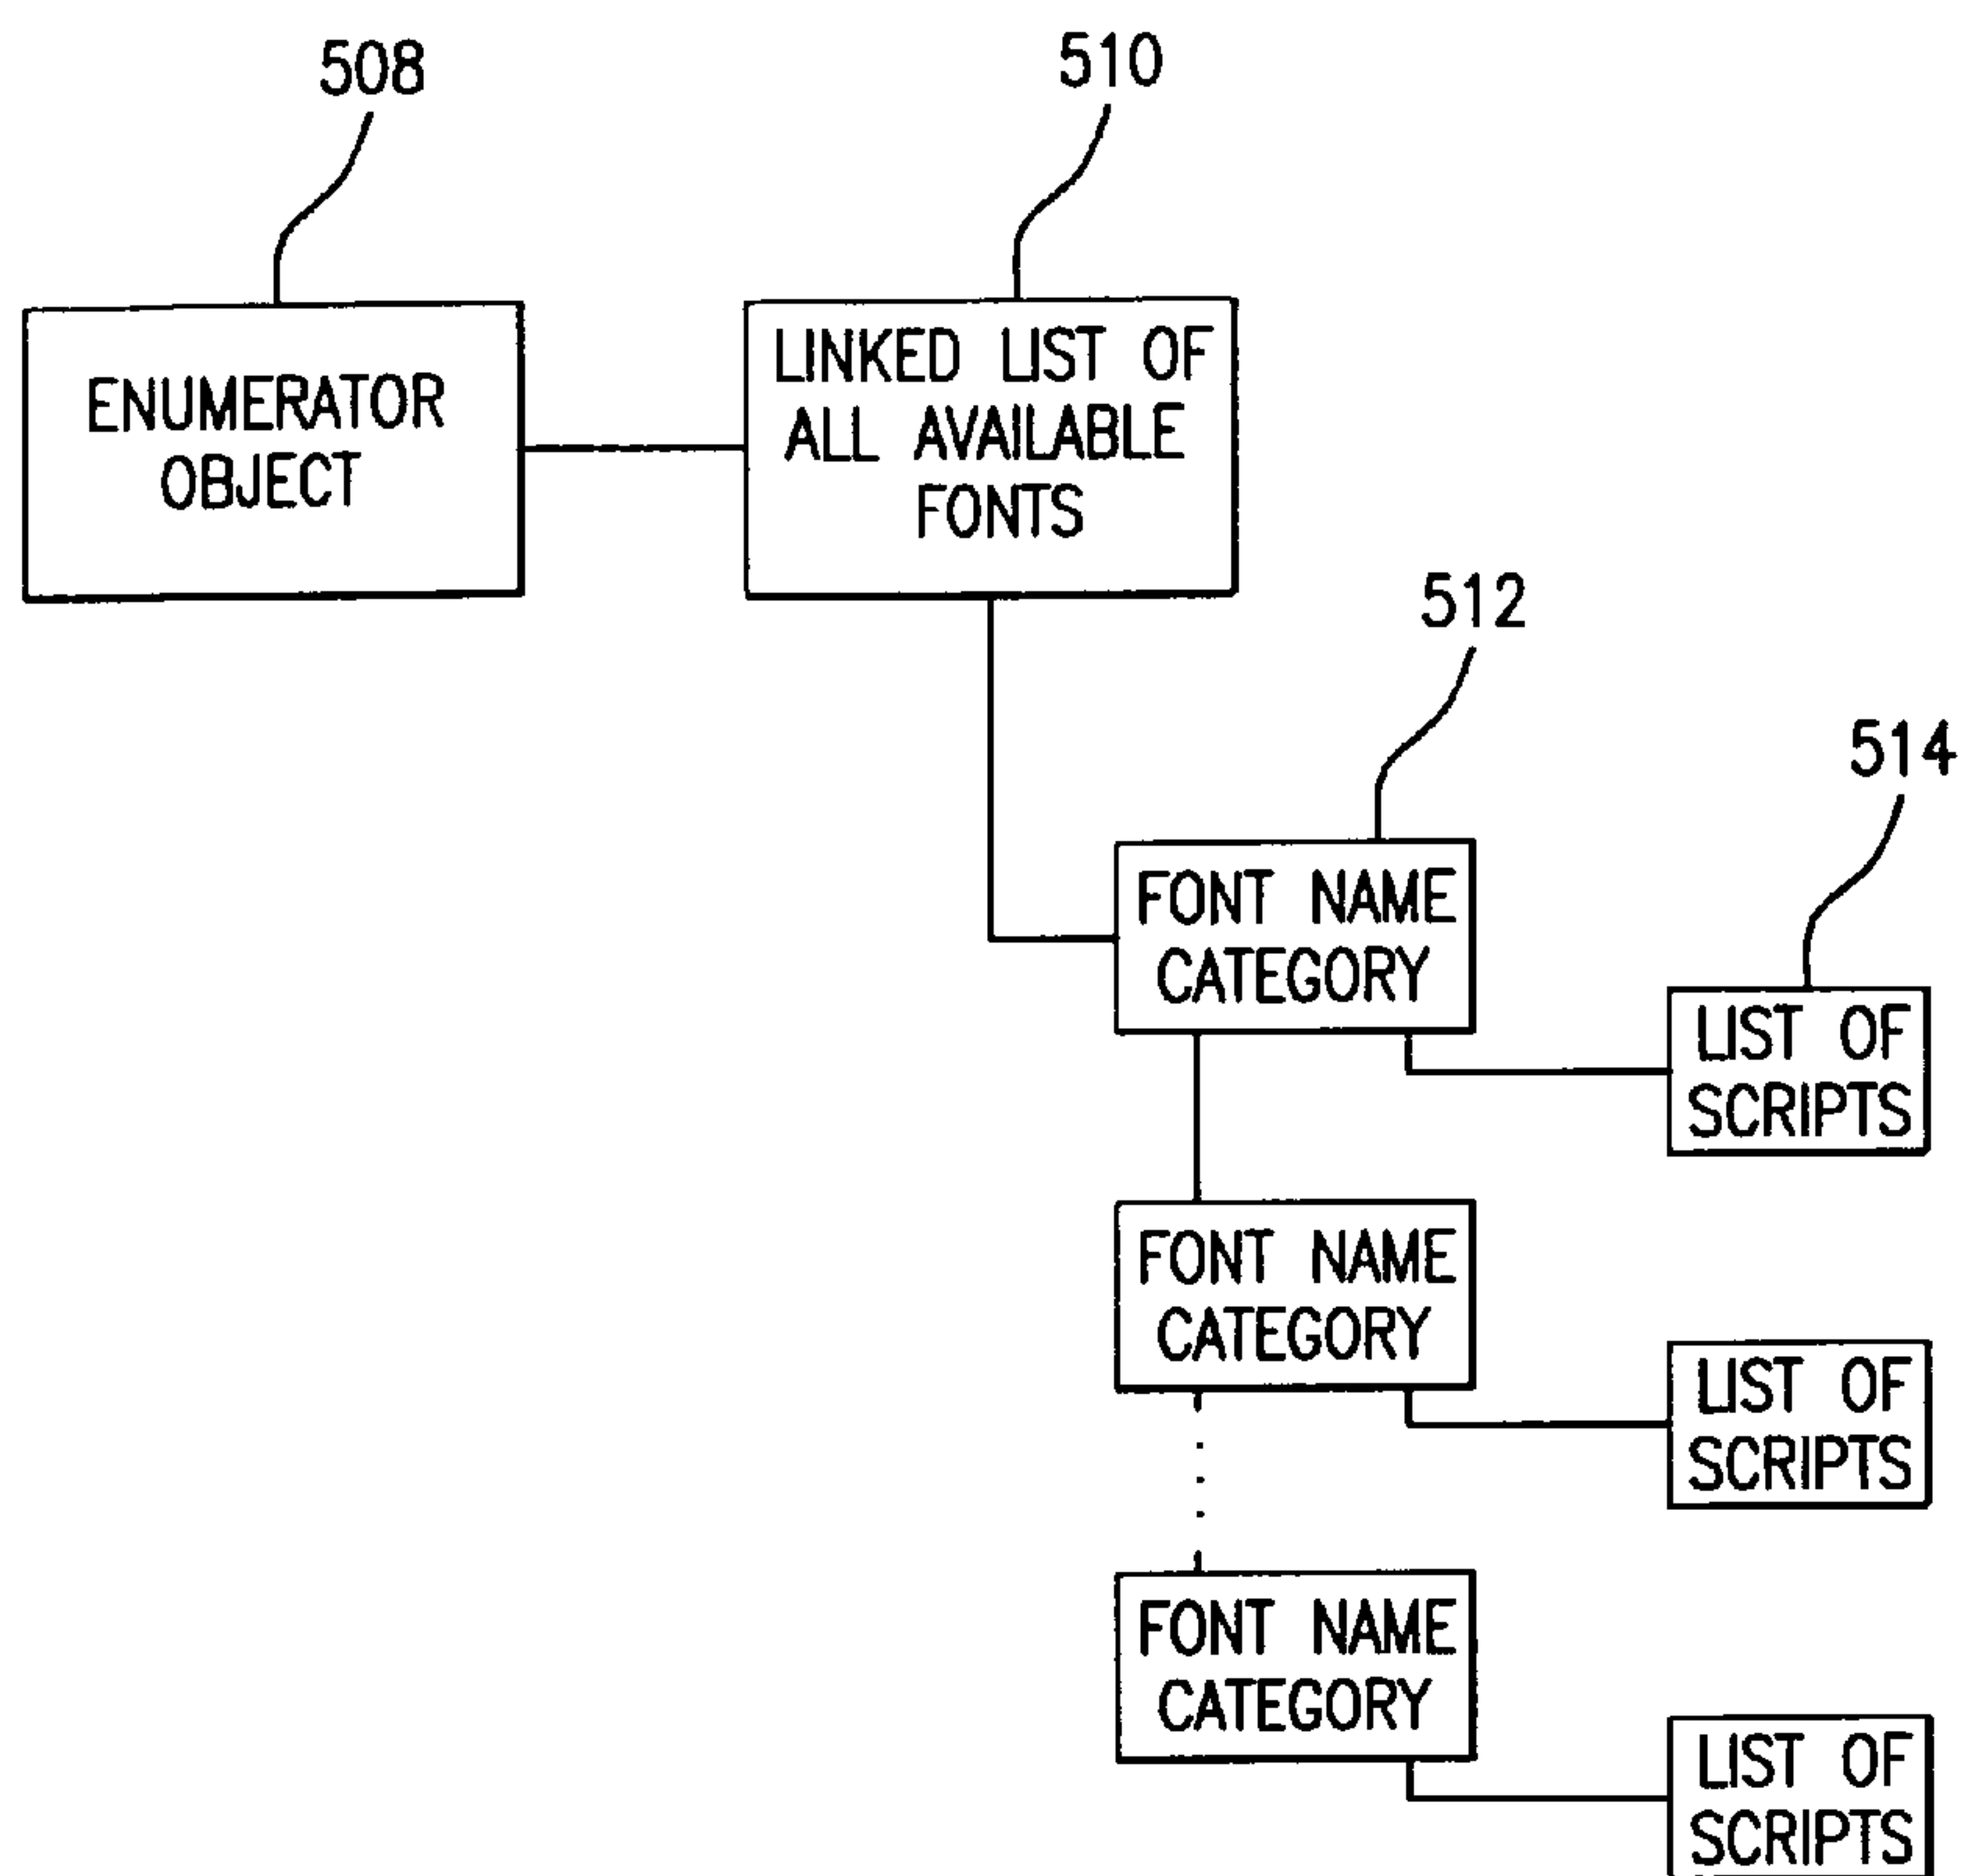 508
510
ENUMERATOR
OBJECT
LINKED LIST OF
ALL AVAILABLE
FONTS
512
514
FONT NAME
CATEGORY
LIST OF
SCRIPTS
FONT NAME
CATEGORY
LIST OF
SCRIPTS
FONT NAME
CATEGORY
LIST OF
SCRIPTS